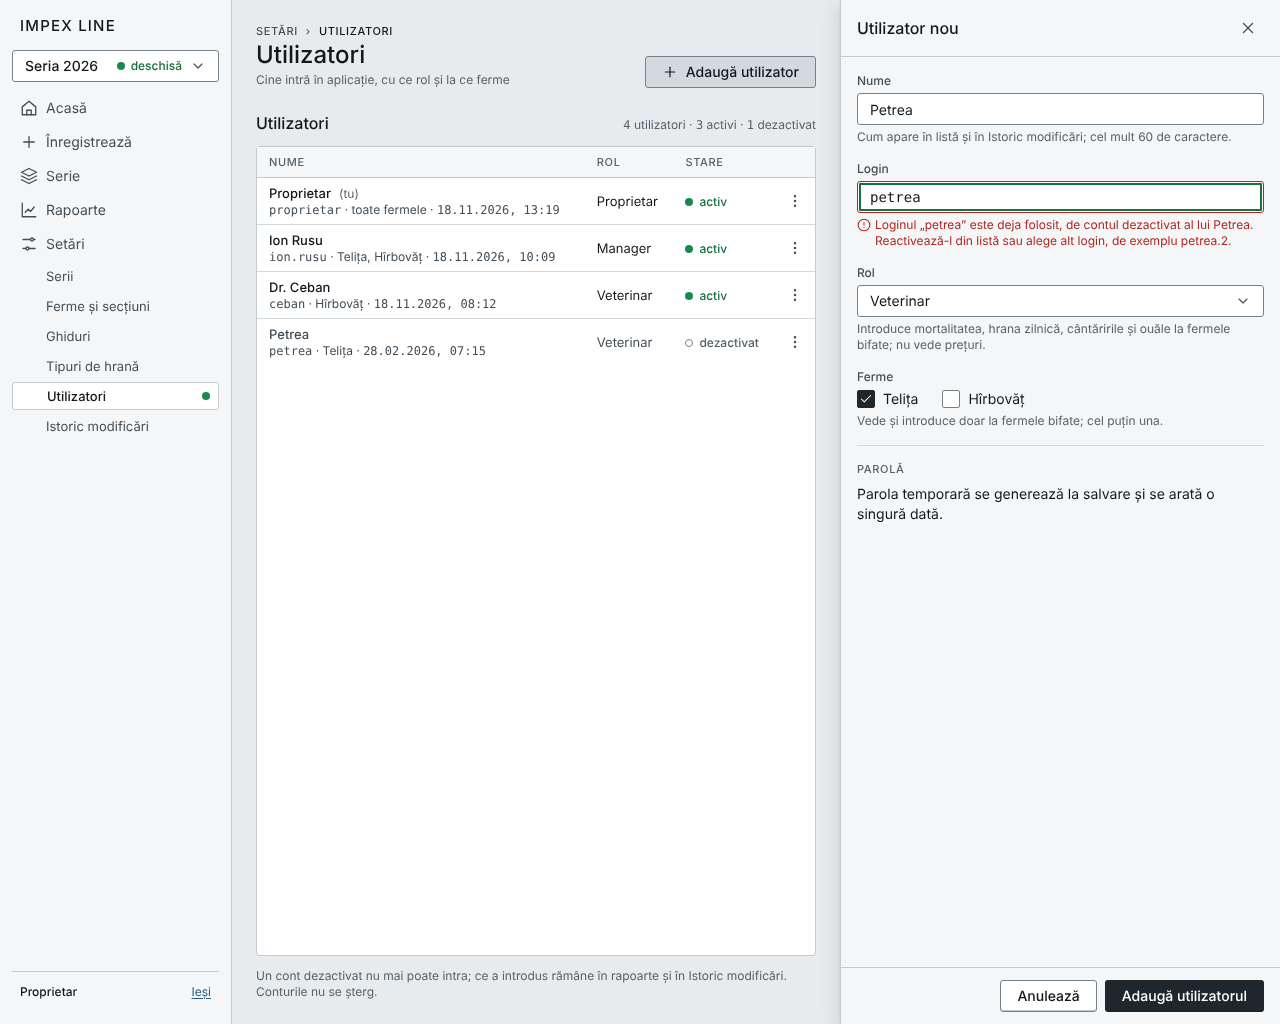 IMPEX LINE
Seria 2026 deschisă
Acasă
Înregistrează
Serie
Rapoarte
Setări
Serii
Ferme și secțiuni
Ghiduri
Tipuri de hrană
Utilizatori
Istoric modificări
Proprietar Ieși
SETĂRI › UTILIZATORI
Utilizatori
Cine intră în aplicație, cu ce rol și la ce ferme
Adaugă utilizator
Utilizatori
4 utilizatori · 3 activi · 1 dezactivat
NUME ROL STARE
Proprietar (tu)
proprietar · toate fermele · 18.11.2026, 13:19
Proprietar activ
Ion Rusu
ion.rusu · Telița, Hîrbovăț · 18.11.2026, 10:09
Manager activ
Dr. Ceban
ceban · Hîrbovăț · 18.11.2026, 08:12
Veterinar activ
Petrea
petrea · Telița · 28.02.2026, 07:15
Veterinar dezactivat
Un cont dezactivat nu mai poate intra; ce a introdus rămâne în rapoarte și în Istoric modificări.
Conturile nu se șterg.
Utilizator nou
Nume
Petrea
Cum apare în listă și în Istoric modificări; cel mult 60 de caractere.
Login
petrea
Loginul „petrea” este deja folosit, de contul dezactivat al lui Petrea.
Reactivează-l din listă sau alege alt login, de exemplu petrea.2.
Rol
Veterinar
Introduce mortalitatea, hrana zilnică, cântăririle și ouăle la fermele
bifate; nu vede prețuri.
Ferme
Telița Hîrbovăț
Vede și introduce doar la fermele bifate; cel puțin una.
PAROLĂ
Parola temporară se generează la salvare și se arată o
singură dată.
Anulează Adaugă utilizatorul